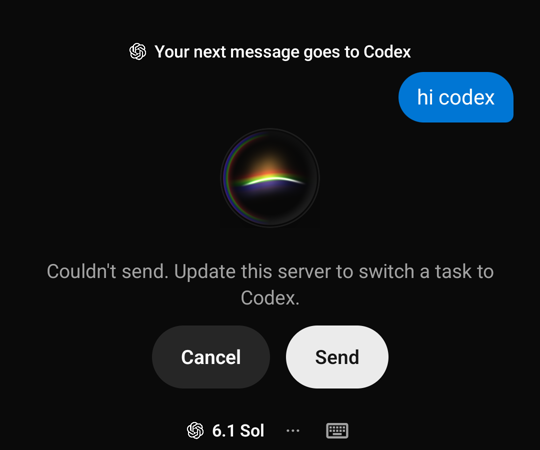 Your next message goes to Codex
hi codex
Couldn't send. Update this server to switch a task to
Codex.
Cancel
Send
6.1 Sol